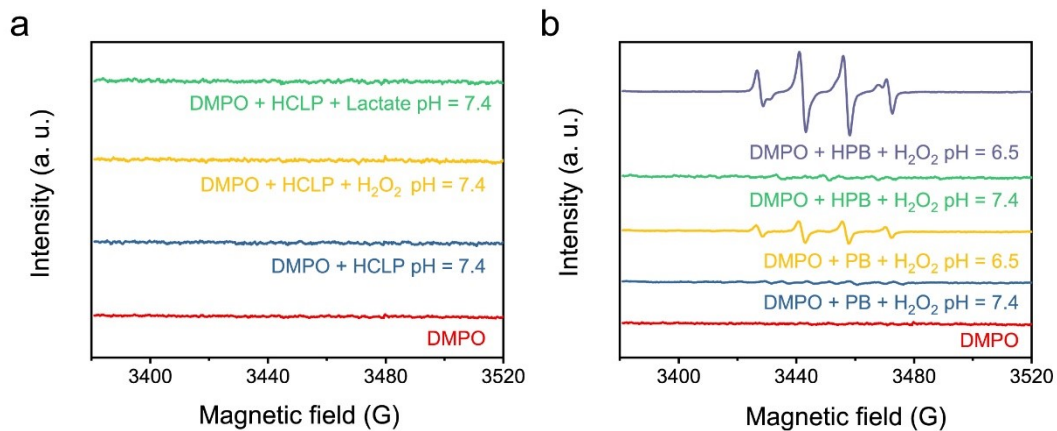 a
Intensity (a. u.)
DMPO + HCLP + Lactate pH = 7.4
DMPO + HCLP + H₂O₂ pH = 7.4
DMPO + HCLP pH = 7.4
DMPO
3400 3440 3480 3520
Magnetic field (G)
b
Intensity (a. u.)
DMPO + HPB + H₂O₂ pH = 6.5
DMPO + HPB + H₂O₂ pH = 7.4
DMPO + PB + H₂O₂ pH = 6.5
DMPO + PB + H₂O₂ pH = 7.4
DMPO
3400 3440 3480 3520
Magnetic field (G)